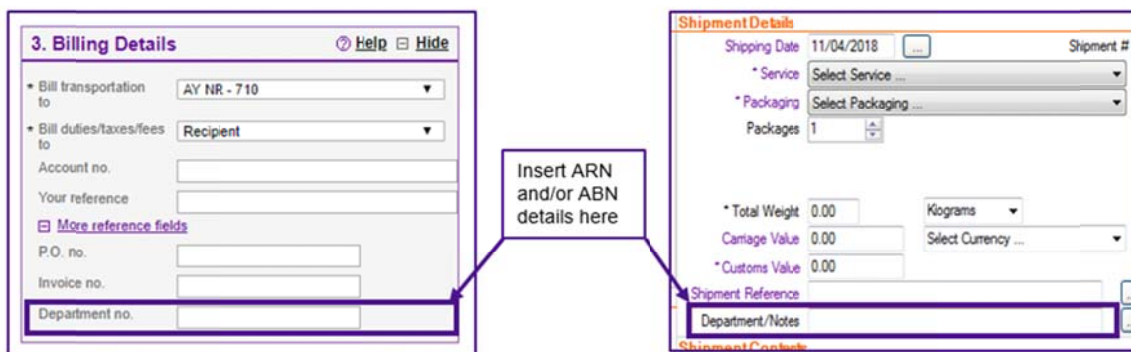 3. Billing Details Help Hide
* Bill transportation to AY NR - 710
* Bill duties/taxes/fees to Recipient
Account no.
Your reference
More reference fields
P.O. no.
Invoice no.
Department no.
Insert ARN
and/or ABN
details here
Shipment Details
Shipping Date 11/04/2018 ... Shipment #
* Service Select Service ...
* Packaging Select Packaging ...
Packages 1
* Total Weight 0.00 Kilograms
Carriage Value 0.00 Select Currency ...
* Customs Value 0.00
Shipment Reference
Department/Notes
Shipment Contents